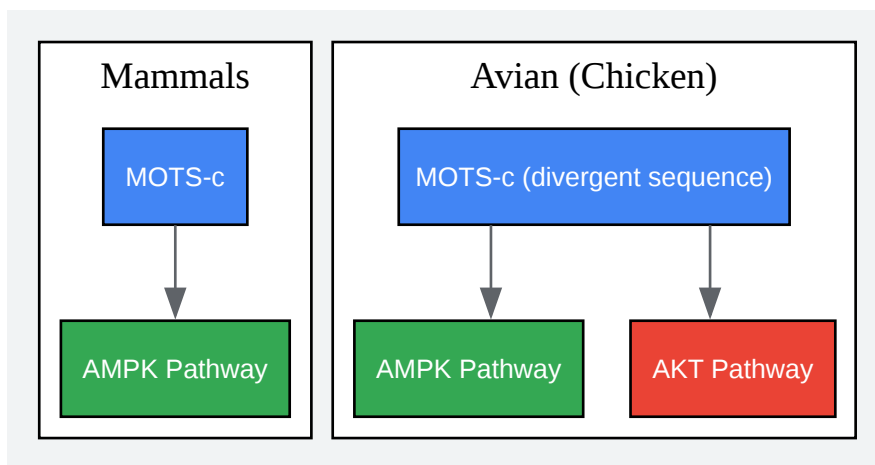 Mammals
MOTS-c
AMPK Pathway
Avian (Chicken)
MOTS-c (divergent sequence)
AMPK Pathway
AKT Pathway